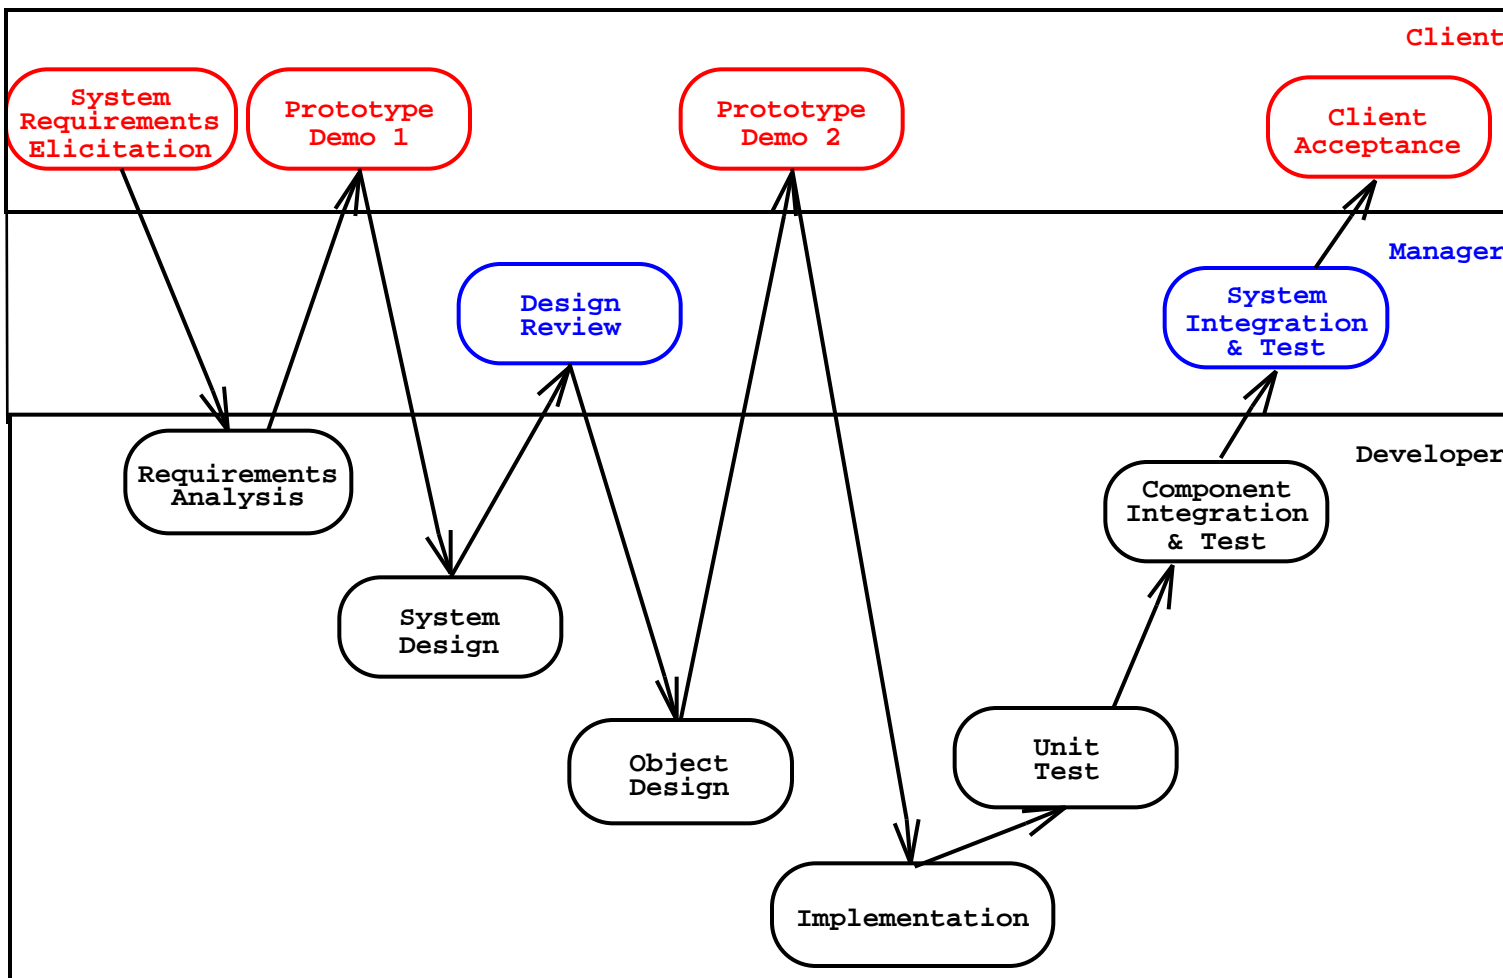 Client
System
Requirements
Elicitation
Prototype
Demo 1
Prototype
Demo 2
Client
Acceptance
Manager
Design
Review
System
Integration
& Test
Developer
Requirements
Analysis
Component
Integration
& Test
System
Design
Object
Design
Unit
Test
Implementation